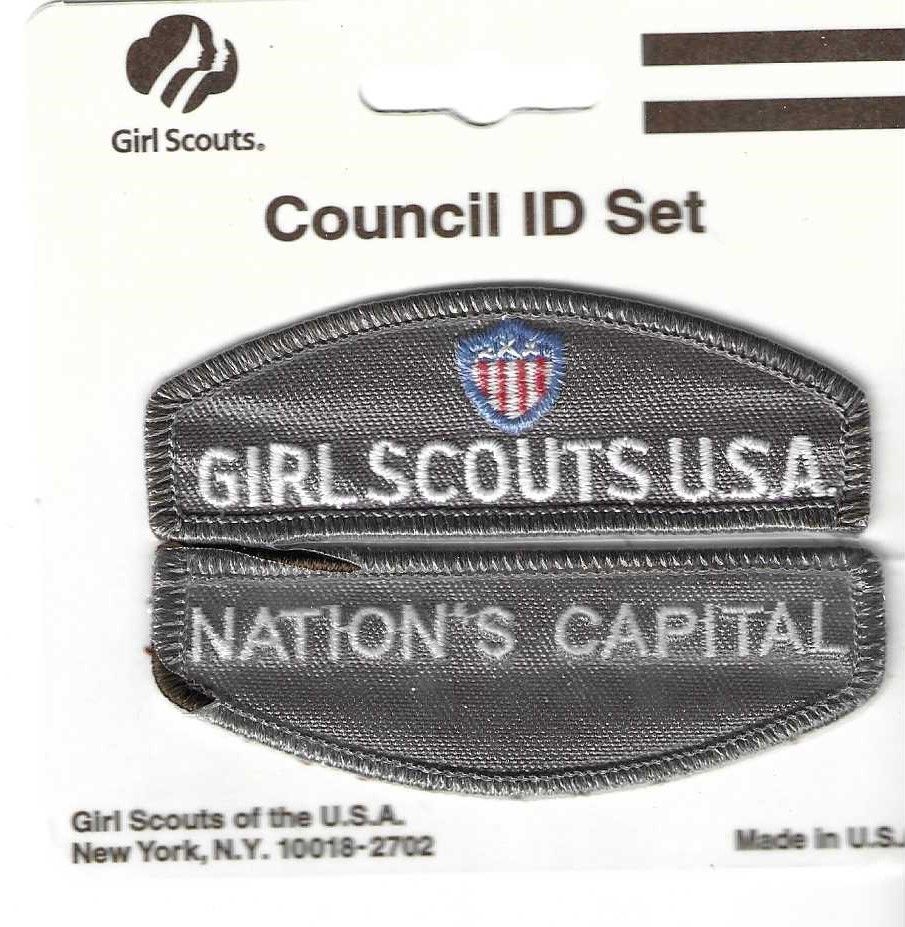 Girl Scouts.
Council ID Set
GIRL SCOUTS U.S.A.
NATION'S CAPITAL
Girl Scouts of the U.S.A.
New York, N.Y. 10018-2702
Made in U.S.